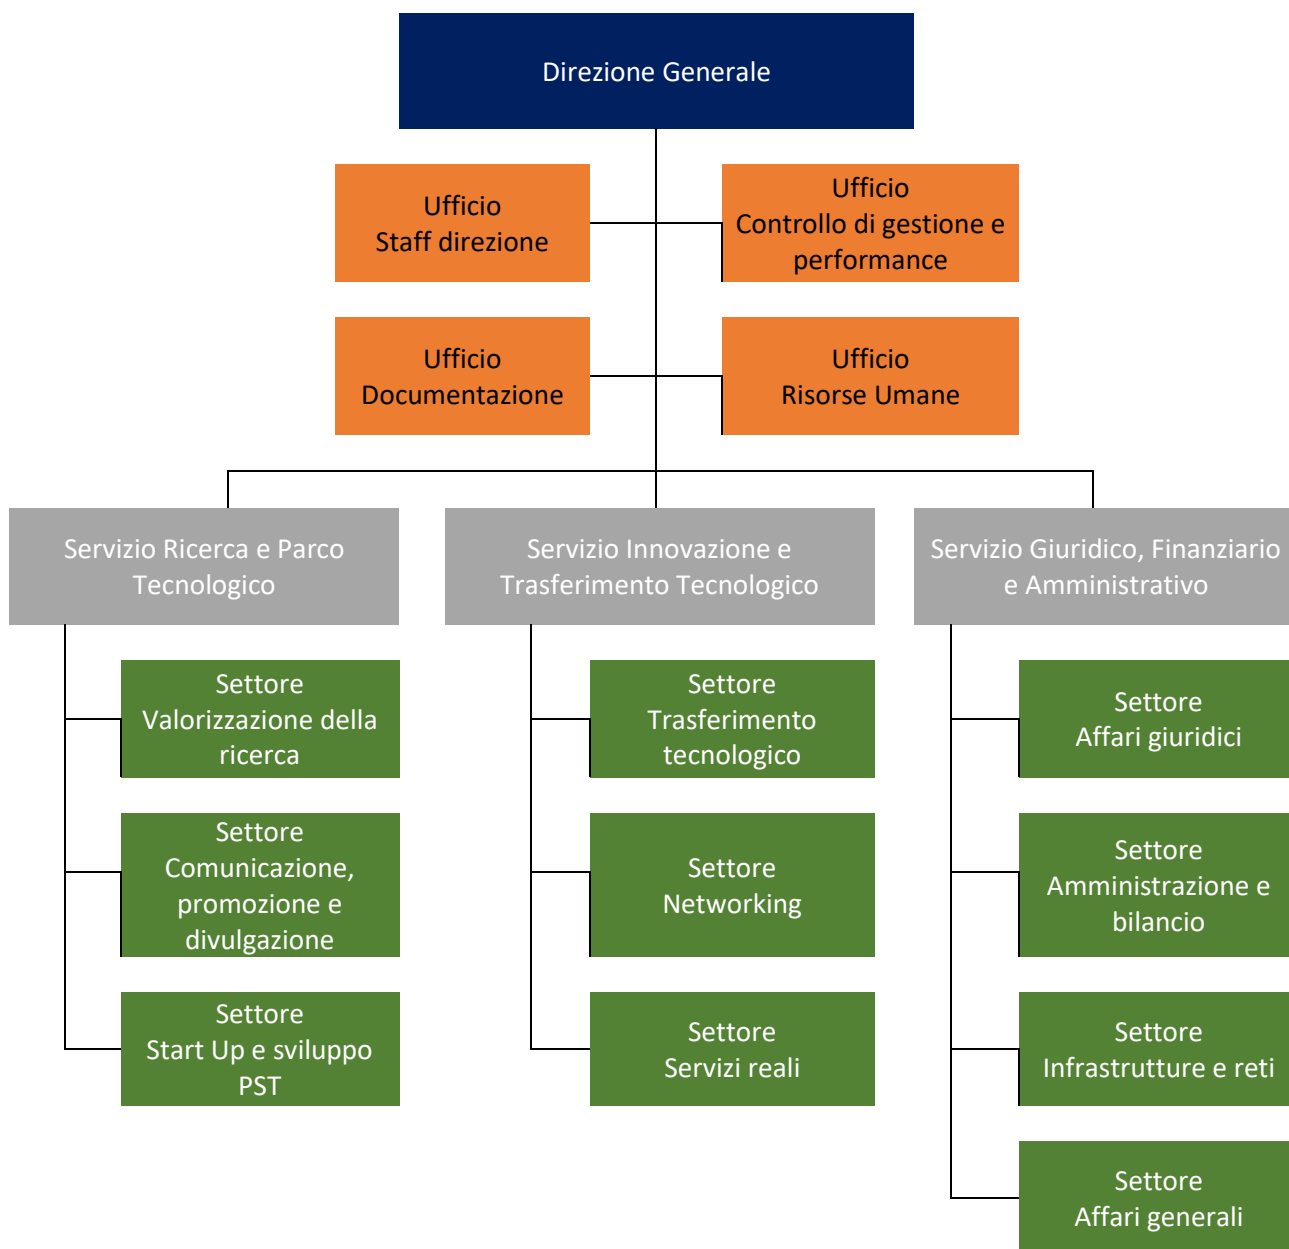 Direzione Generale
Ufficio
Staff direzione
Ufficio
Controllo di gestione e
performance
Ufficio
Documentazione
Ufficio
Risorse Umane
Servizio Ricerca e Parco
Tecnologico
Servizio Innovazione e
Trasferimento Tecnologico
Servizio Giuridico, Finanziario
e Amministrativo
Settore
Valorizzazione della
ricerca
Settore
Comunicazione,
promozione e
divulgazione
Settore
Start Up e sviluppo
PST
Settore
Trasferimento
tecnologico
Settore
Networking
Settore
Servizi reali
Settore
Affari giuridici
Settore
Amministrazione e
bilancio
Settore
Infrastrutture e reti
Settore
Affari generali